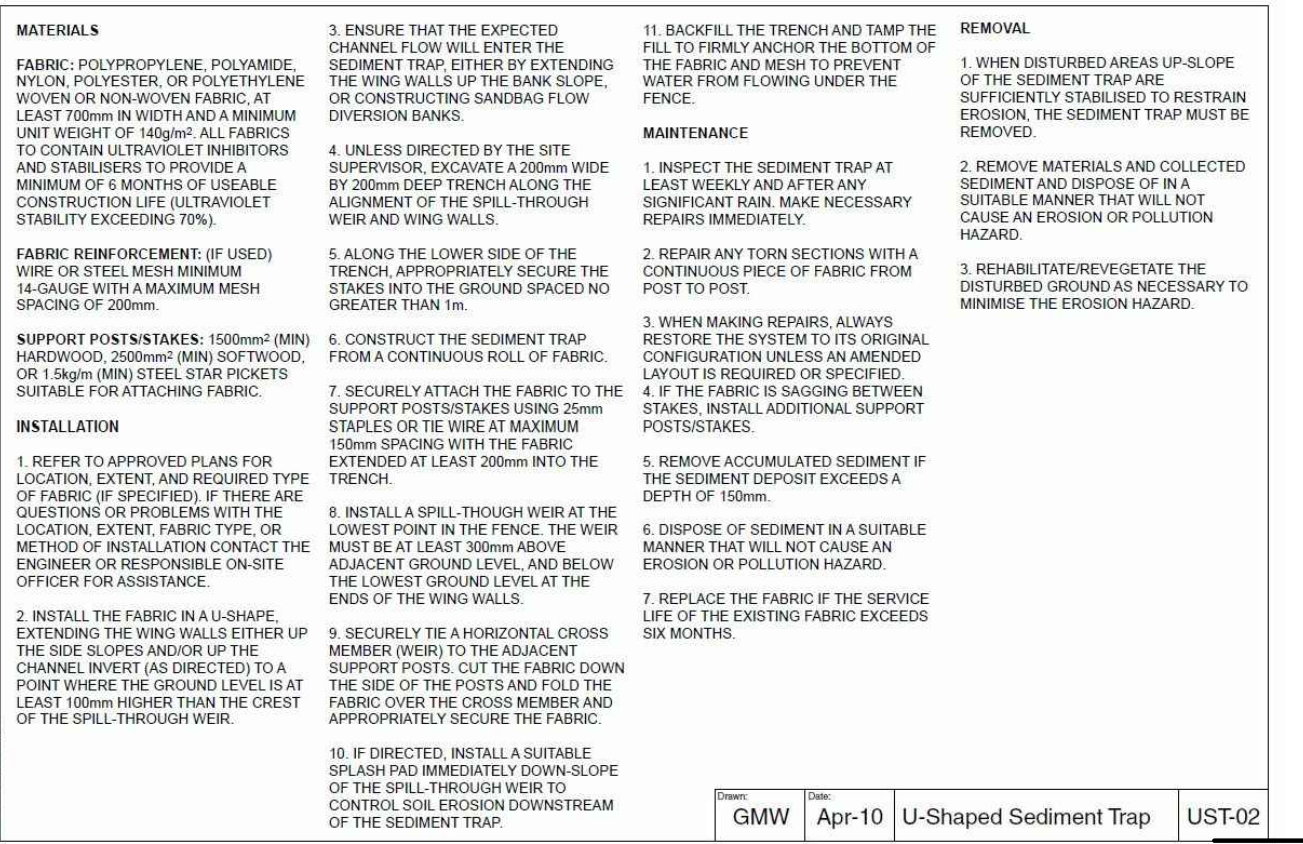 MATERIALS
FABRIC: POLYPROPYLENE, POLYAMIDE,
NYLON, POLYESTER, OR POLYETHYLENE
WOVEN OR NON-WOVEN FABRIC, AT
LEAST 700mm IN WIDTH AND A MINIMUM
UNIT WEIGHT OF 140g/m². ALL FABRICS
TO CONTAIN ULTRAVIOLET INHIBITORS
AND STABILISERS TO PROVIDE A
MINIMUM OF 6 MONTHS OF USEABLE
CONSTRUCTION LIFE (ULTRAVIOLET
STABILITY EXCEEDING 70%).
FABRIC REINFORCEMENT: (IF USED)
WIRE OR STEEL MESH MINIMUM
14-GAUGE WITH A MAXIMUM MESH
SPACING OF 200mm.
SUPPORT POSTS/STAKES: 1500mm² (MIN)
HARDWOOD, 2500mm² (MIN) SOFTWOOD,
OR 1.5kg/m (MIN) STEEL STAR PICKETS
SUITABLE FOR ATTACHING FABRIC.
INSTALLATION
1. REFER TO APPROVED PLANS FOR
LOCATION, EXTENT, AND REQUIRED TYPE
OF FABRIC (IF SPECIFIED). IF THERE ARE
QUESTIONS OR PROBLEMS WITH THE
LOCATION, EXTENT, FABRIC TYPE, OR
METHOD OF INSTALLATION CONTACT THE
ENGINEER OR RESPONSIBLE ON-SITE
OFFICER FOR ASSISTANCE.
2. INSTALL THE FABRIC IN A U-SHAPE,
EXTENDING THE WING WALLS EITHER UP
THE SIDE SLOPES AND/OR UP THE
CHANNEL INVERT (AS DIRECTED) TO A
POINT WHERE THE GROUND LEVEL IS AT
LEAST 100mm HIGHER THAN THE CREST
OF THE SPILL-THROUGH WEIR.
3. ENSURE THAT THE EXPECTED
CHANNEL FLOW WILL ENTER THE
SEDIMENT TRAP, EITHER BY EXTENDING
THE WING WALLS UP THE BANK SLOPE,
OR CONSTRUCTING SANDBAG FLOW
DIVERSION BANKS.
4. UNLESS DIRECTED BY THE SITE
SUPERVISOR, EXCAVATE A 200mm WIDE
BY 200mm DEEP TRENCH ALONG THE
ALIGNMENT OF THE SPILL-THROUGH
WEIR AND WING WALLS.
5. ALONG THE LOWER SIDE OF THE
TRENCH, APPROPRIATELY SECURE THE
STAKES INTO THE GROUND SPACED NO
GREATER THAN 1m.
6. CONSTRUCT THE SEDIMENT TRAP
FROM A CONTINUOUS ROLL OF FABRIC.
7. SECURELY ATTACH THE FABRIC TO THE
SUPPORT POSTS/STAKES USING 25mm
STAPLES OR TIE WIRE AT MAXIMUM
150mm SPACING WITH THE FABRIC
EXTENDED AT LEAST 200mm INTO THE
TRENCH.
8. INSTALL A SPILL-THOUGH WEIR AT THE
LOWEST POINT IN THE FENCE. THE WEIR
MUST BE AT LEAST 300mm ABOVE
ADJACENT GROUND LEVEL, AND BELOW
THE LOWEST GROUND LEVEL AT THE
ENDS OF THE WING WALLS.
9. SECURELY TIE A HORIZONTAL CROSS
MEMBER (WEIR) TO THE ADJACENT
SUPPORT POSTS. CUT THE FABRIC DOWN
THE SIDE OF THE POSTS AND FOLD THE
FABRIC OVER THE CROSS MEMBER AND
APPROPRIATELY SECURE THE FABRIC.
10. IF DIRECTED, INSTALL A SUITABLE
SPLASH PAD IMMEDIATELY DOWN-SLOPE
OF THE SPILL-THROUGH WEIR TO
CONTROL SOIL EROSION DOWNSTREAM
OF THE SEDIMENT TRAP.
11. BACKFILL THE TRENCH AND TAMP THE
FILL TO FIRMLY ANCHOR THE BOTTOM OF
THE FABRIC AND MESH TO PREVENT
WATER FROM FLOWING UNDER THE
FENCE.
MAINTENANCE
1. INSPECT THE SEDIMENT TRAP AT
LEAST WEEKLY AND AFTER ANY
SIGNIFICANT RAIN. MAKE NECESSARY
REPAIRS IMMEDIATELY.
2. REPAIR ANY TORN SECTIONS WITH A
CONTINUOUS PIECE OF FABRIC FROM
POST TO POST.
3. WHEN MAKING REPAIRS, ALWAYS
RESTORE THE SYSTEM TO ITS ORIGINAL
CONFIGURATION UNLESS AN AMENDED
LAYOUT IS REQUIRED OR SPECIFIED.
4. IF THE FABRIC IS SAGGING BETWEEN
STAKES, INSTALL ADDITIONAL SUPPORT
POSTS/STAKES.
5. REMOVE ACCUMULATED SEDIMENT IF
THE SEDIMENT DEPOSIT EXCEEDS A
DEPTH OF 150mm.
6. DISPOSE OF SEDIMENT IN A SUITABLE
MANNER THAT WILL NOT CAUSE AN
EROSION OR POLLUTION HAZARD.
7. REPLACE THE FABRIC IF THE SERVICE
LIFE OF THE EXISTING FABRIC EXCEEDS
SIX MONTHS.
REMOVAL
1. WHEN DISTURBED AREAS UP-SLOPE
OF THE SEDIMENT TRAP ARE
SUFFICIENTLY STABILISED TO RESTRAIN
EROSION, THE SEDIMENT TRAP MUST BE
REMOVED.
2. REMOVE MATERIALS AND COLLECTED
SEDIMENT AND DISPOSE OF IN A
SUITABLE MANNER THAT WILL NOT
CAUSE AN EROSION OR POLLUTION
HAZARD.
3. REHABILITATE/REVEGETATE THE
DISTURBED GROUND AS NECESSARY TO
MINIMISE THE EROSION HAZARD.
Drawn:
GMW
Date:
Apr-10
U-Shaped Sediment Trap
UST-02